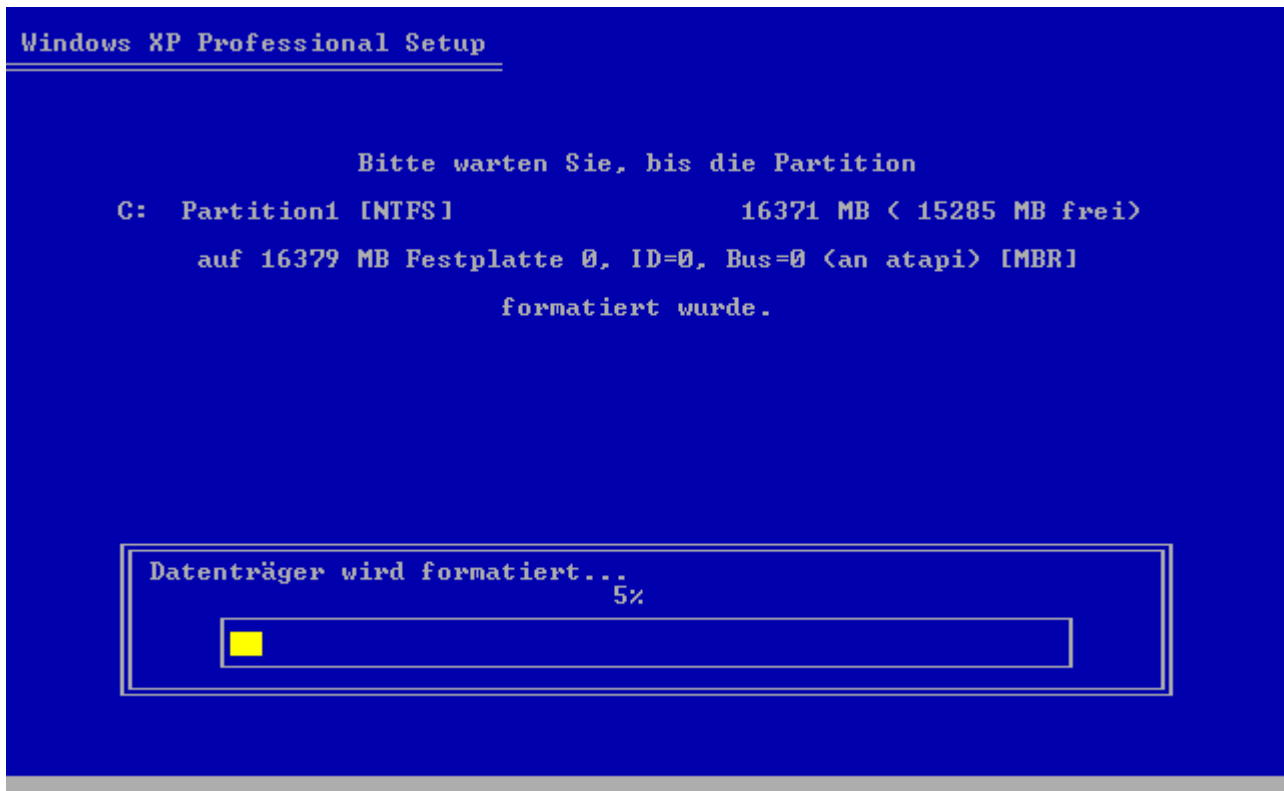 Windows XP Professional Setup
Bitte warten Sie, bis die Partition
C: Partition1 [NTFS] 16371 MB ( 15285 MB frei)
auf 16379 MB Festplatte 0, ID=0, Bus=0 (an atapi) [MBR]
formatiert wurde.
Datenträger wird formatiert...
5%